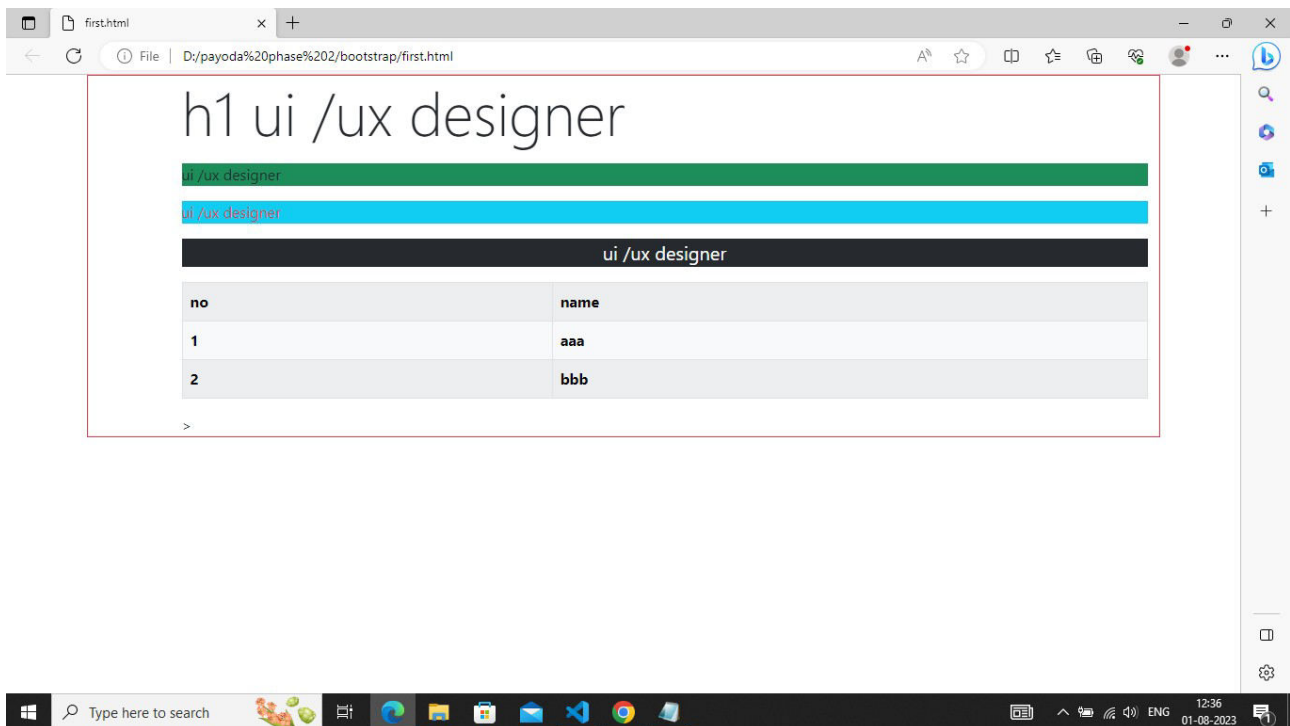 first.html
File | D:/payoda%20phase%202/bootstrap/first.html
h1 ui /ux designer
ui /ux designer
ui /ux designer
ui /ux designer
no name
1 aaa
2 bbb
>
Type here to search
ENG
12:36
01-08-2023
1